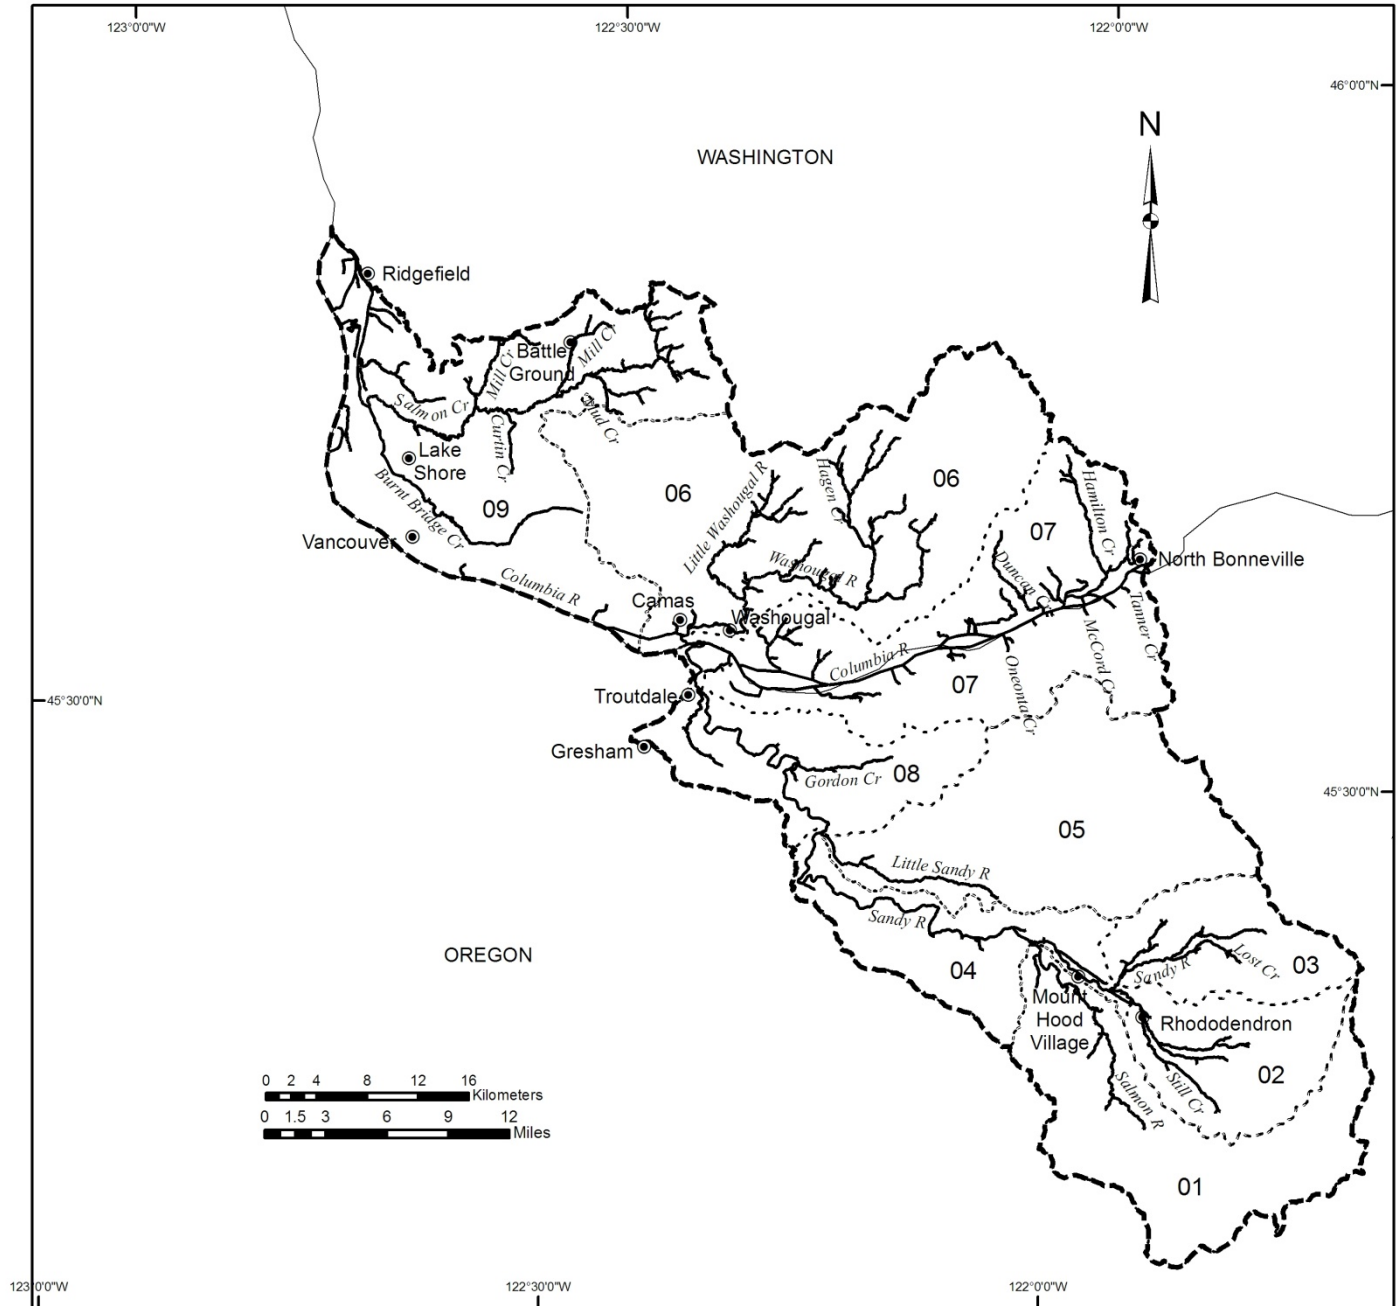 123°0'0"W
122°30'0"W
122°0'0"W
46°0'0"N
N
WASHINGTON
Ridgefield
Battle
Ground
Mill Cr
Mill Cr
Salmon Cr
Curtin Cr
Mud Cr
Lake
Shore
Burnt Bridge Cr
09
06
Little Washougal R
Hagen Cr
06
07
Hamilton Cr
Vancouver
North Bonneville
Columbia R
Washougal R
Duncan Cr
Camas
Washougal
Tanner Cr
McCord Cr
Oneonta Cr
Columbia R
07
45°30'0"N
Troutdale
Gresham
Gordon Cr
08
45°30'0"N
05
Little Sandy R
Sandy R
OREGON
04
Sandy R
Lost Cr
03
Mount
Hood
Village
Rhododendron
02
Still Cr
Salmon R
01
0 2 4 8 12 16
Kilometers
0 1.5 3 6 9 12
Miles
123°0'0"W
122°30'0"W
122°0'0"W